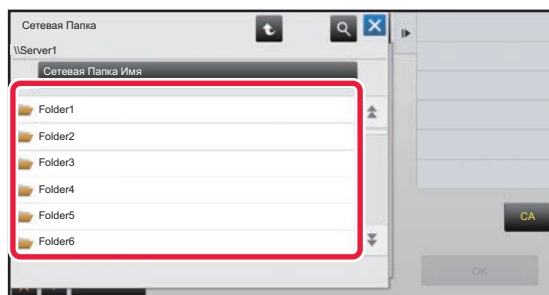 Сетевая Папка
\\Server1
Сетевая Папка Имя
Folder1
Folder2
Folder3
Folder4
Folder5
Folder6
CA
OK